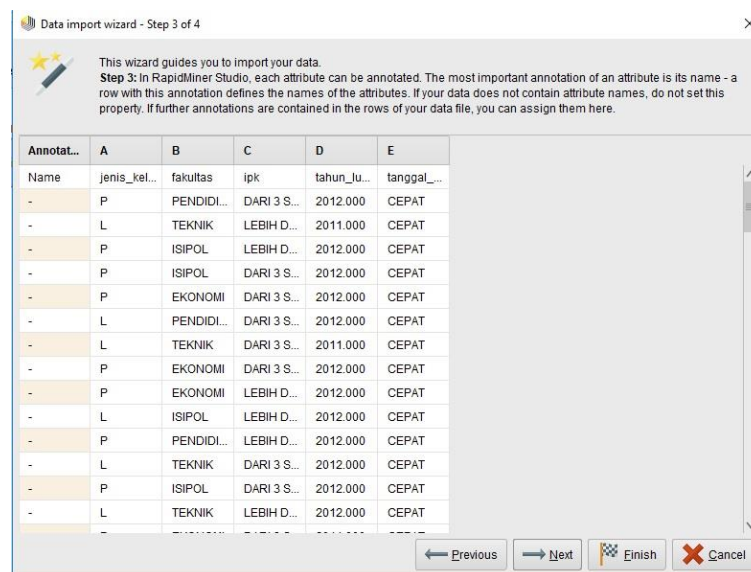 Data import wizard - Step 3 of 4
This wizard guides you to import your data.
Step 3: In RapidMiner Studio, each attribute can be annotated. The most important annotation of an attribute is its name - a
row with this annotation defines the names of the attributes. If your data does not contain attribute names, do not set this
property. If further annotations are contained in the rows of your data file, you can assign them here.
Annotat... A B C D E
Name jenis_kel... fakultas ipk tahun_lu... tanggal_...
- P PENDIDI... DARI 3 S... 2012.000 CEPAT
- L TEKNIK LEBIH D... 2011.000 CEPAT
- P ISIPOL LEBIH D... 2012.000 CEPAT
- P ISIPOL DARI 3 S... 2012.000 CEPAT
- P EKONOMI DARI 3 S... 2012.000 CEPAT
- L PENDIDI... DARI 3 S... 2012.000 CEPAT
- L TEKNIK DARI 3 S... 2011.000 CEPAT
- P EKONOMI DARI 3 S... 2012.000 CEPAT
- P EKONOMI LEBIH D... 2012.000 CEPAT
- L ISIPOL LEBIH D... 2012.000 CEPAT
- P PENDIDI... LEBIH D... 2012.000 CEPAT
- L TEKNIK DARI 3 S... 2012.000 CEPAT
- P ISIPOL DARI 3 S... 2012.000 CEPAT
- L TEKNIK LEBIH D... 2012.000 CEPAT
Previous Next Finish Cancel